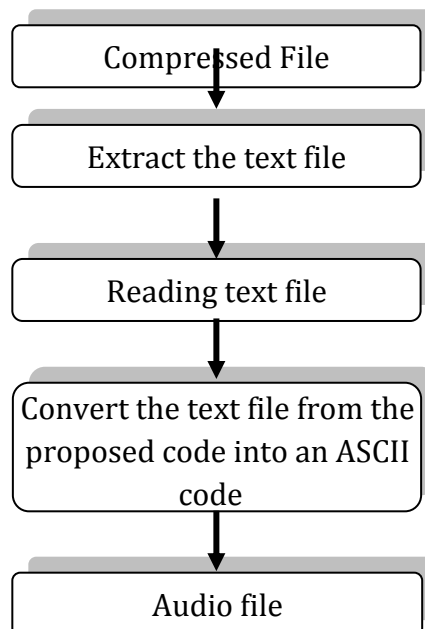 Compressed File
Extract the text file
Reading text file
Convert the text file from the
proposed code into an ASCII
code
Audio file